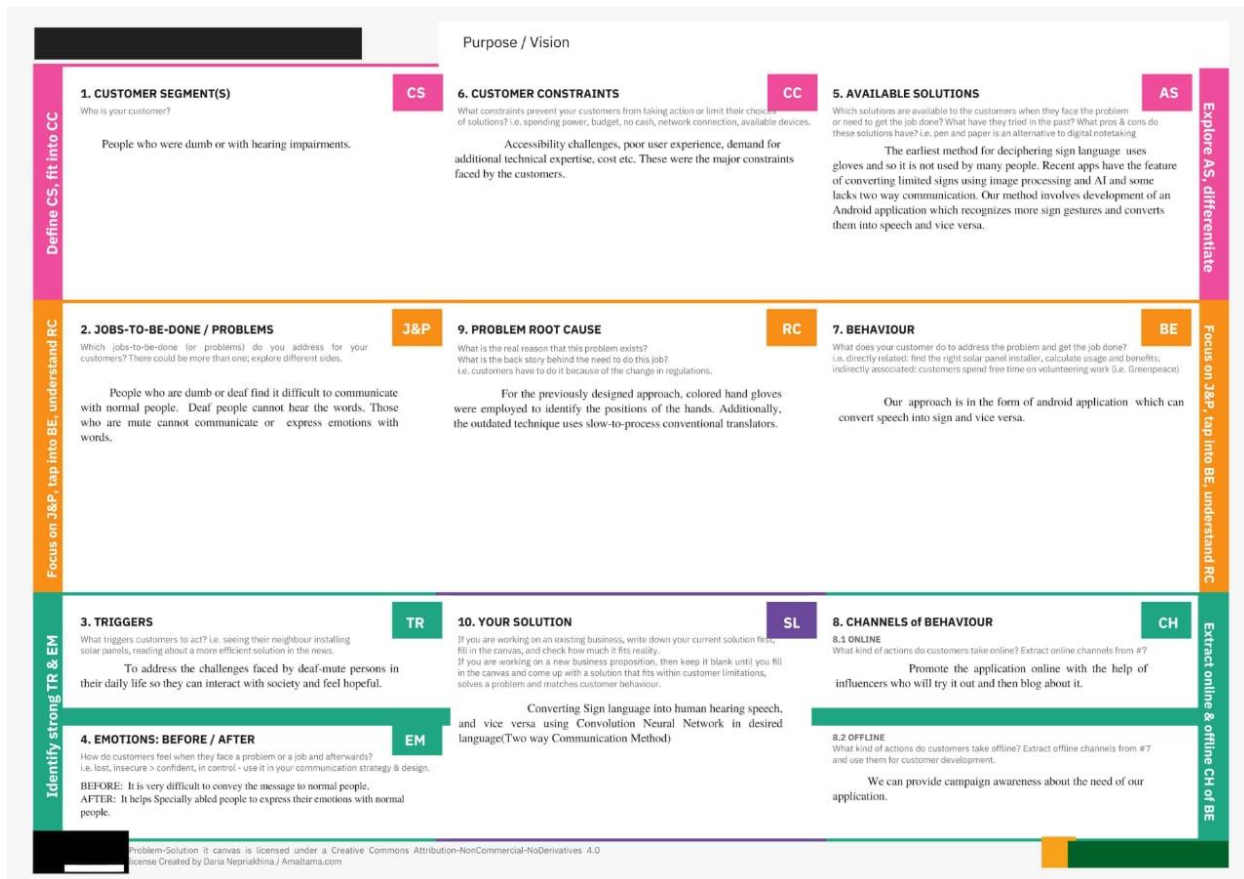 Purpose / Vision
Define CS, fit into CC
1. CUSTOMER SEGMENT(S)
CS
Who is your customer?
People who were dumb or with hearing impairments.
6. CUSTOMER CONSTRAINTS
CC
What constraints prevent your customers from taking action or limit their choices
of solutions? i.e. spending power, budget, no cash, network connection, available devices.
Accessibility challenges, poor user experience, demand for
additional technical expertise, cost etc. These were the major constraints
faced by the customers.
5. AVAILABLE SOLUTIONS
AS
Which solutions are available to the customers when they face the problem
or need to get the job done? What have they tried in the past? What pros & cons do
these solutions have? i.e. pen and paper is an alternative to digital notetaking
The earliest method for deciphering sign language uses
gloves and so it is not used by many people. Recent apps have the feature
of converting limited signs using image processing and AI and some
lacks two way communication. Our method involves development of an
Android application which recognizes more sign gestures and converts
them into speech and vice versa.
Explore AS, differentiate
Focus on J&P, tap into BE, understand RC
2. JOBS-TO-BE-DONE / PROBLEMS
J&P
Which jobs-to-be-done (or problems) do you address for your
customers? There could be more than one; explore different sides.
People who are dumb or deaf find it difficult to communicate
with normal people. Deaf people cannot hear the words. Those
who are mute cannot communicate or express emotions with
words.
9. PROBLEM ROOT CAUSE
RC
What is the real reason that this problem exists?
What is the back story behind the need to do this job?
i.e. customers have to do it because of the change in regulations.
For the previously designed approach, colored hand gloves
were employed to identify the positions of the hands. Additionally,
the outdated technique uses slow-to-process conventional translators.
7. BEHAVIOUR
BE
What does your customer do to address the problem and get the job done?
i.e. directly related: find the right solar panel installer, calculate usage and benefits;
indirectly associated: customers spend free time on volunteering work (i.e. Greenpeace)
Our approach is in the form of android application which can
convert speech into sign and vice versa.
Focus on J&P, tap into BE, understand RC
Identify strong TR & EM
3. TRIGGERS
TR
What triggers customers to act? i.e. seeing their neighbour installing
solar panels, reading about a more efficient solution in the news.
To address the challenges faced by deaf-mute persons in
their daily life so they can interact with society and feel hopeful.
4. EMOTIONS: BEFORE / AFTER
EM
How do customers feel when they face a problem or a job and afterwards?
i.e. lost, insecure > confident, in control - use it in your communication strategy & design.
BEFORE: It is very difficult to convey the message to normal people.
AFTER: It helps Specially abled people to express their emotions with normal
people.
10. YOUR SOLUTION
SL
If you are working on an existing business, write down your current solution first,
fill in the canvas, and check how much it fits reality.
If you are working on a new business proposition, then keep it blank until you fill
in the canvas and come up with a solution that fits within customer limitations,
solves a problem and matches customer behaviour.
Converting Sign language into human hearing speech,
and vice versa using Convolution Neural Network in desired
language(Two way Communication Method)
8. CHANNELS of BEHAVIOUR
CH
8.1 ONLINE
What kind of actions do customers take online? Extract online channels from #7
Promote the application online with the help of
influencers who will try it out and then blog about it.
8.2 OFFLINE
What kind of actions do customers take offline? Extract offline channels from #7
and use them for customer development.
We can provide campaign awareness about the need of our
application.
Extract online & offline CH of BE
Problem-Solution it canvas is licensed under a Creative Commons Attribution-NonCommercial-NoDerivatives 4.0
license Created by Daria Nepriakhina / Amaltama.com